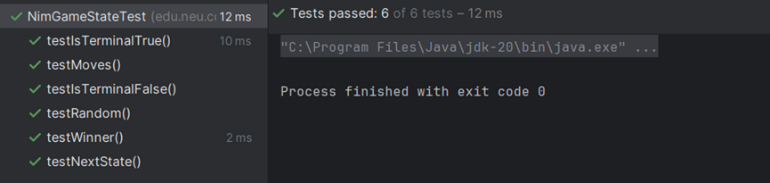 NimGameStateTest (edu.neu.c 12 ms
testIsTerminalTrue() 10 ms
testMoves()
testIsTerminalFalse()
testRandom()
testWinner() 2 ms
testNextState()
Tests passed: 6 of 6 tests – 12 ms
"C:\Program Files\Java\jdk-20\bin\java.exe" ...
Process finished with exit code 0